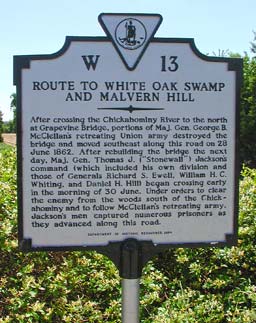 W 13
ROUTE TO WHITE OAK SWAMP
AND MALVERN HILL
After crossing the Chickahominy River to the north
at Grapevine Bridge, portions of Maj. Gen. George B.
McClellan's retreating Union army destroyed the
bridge and moved southeast along this road on 28
June 1862. After rebuilding the bridge the next
day, Maj. Gen. Thomas J. ("Stonewall") Jackson's
command (which included his own division and
those of Generals Richard S. Ewell, William H. C.
Whiting, and Daniel H. Hill) began crossing early
in the morning of 30 June. Under orders to clear
the enemy from the woods south of the Chick-
ahominy and to follow McClellan's retreating army,
Jackson's men captured numerous prisoners as
they advanced along this road.
DEPARTMENT OF HISTORIC RESOURCES